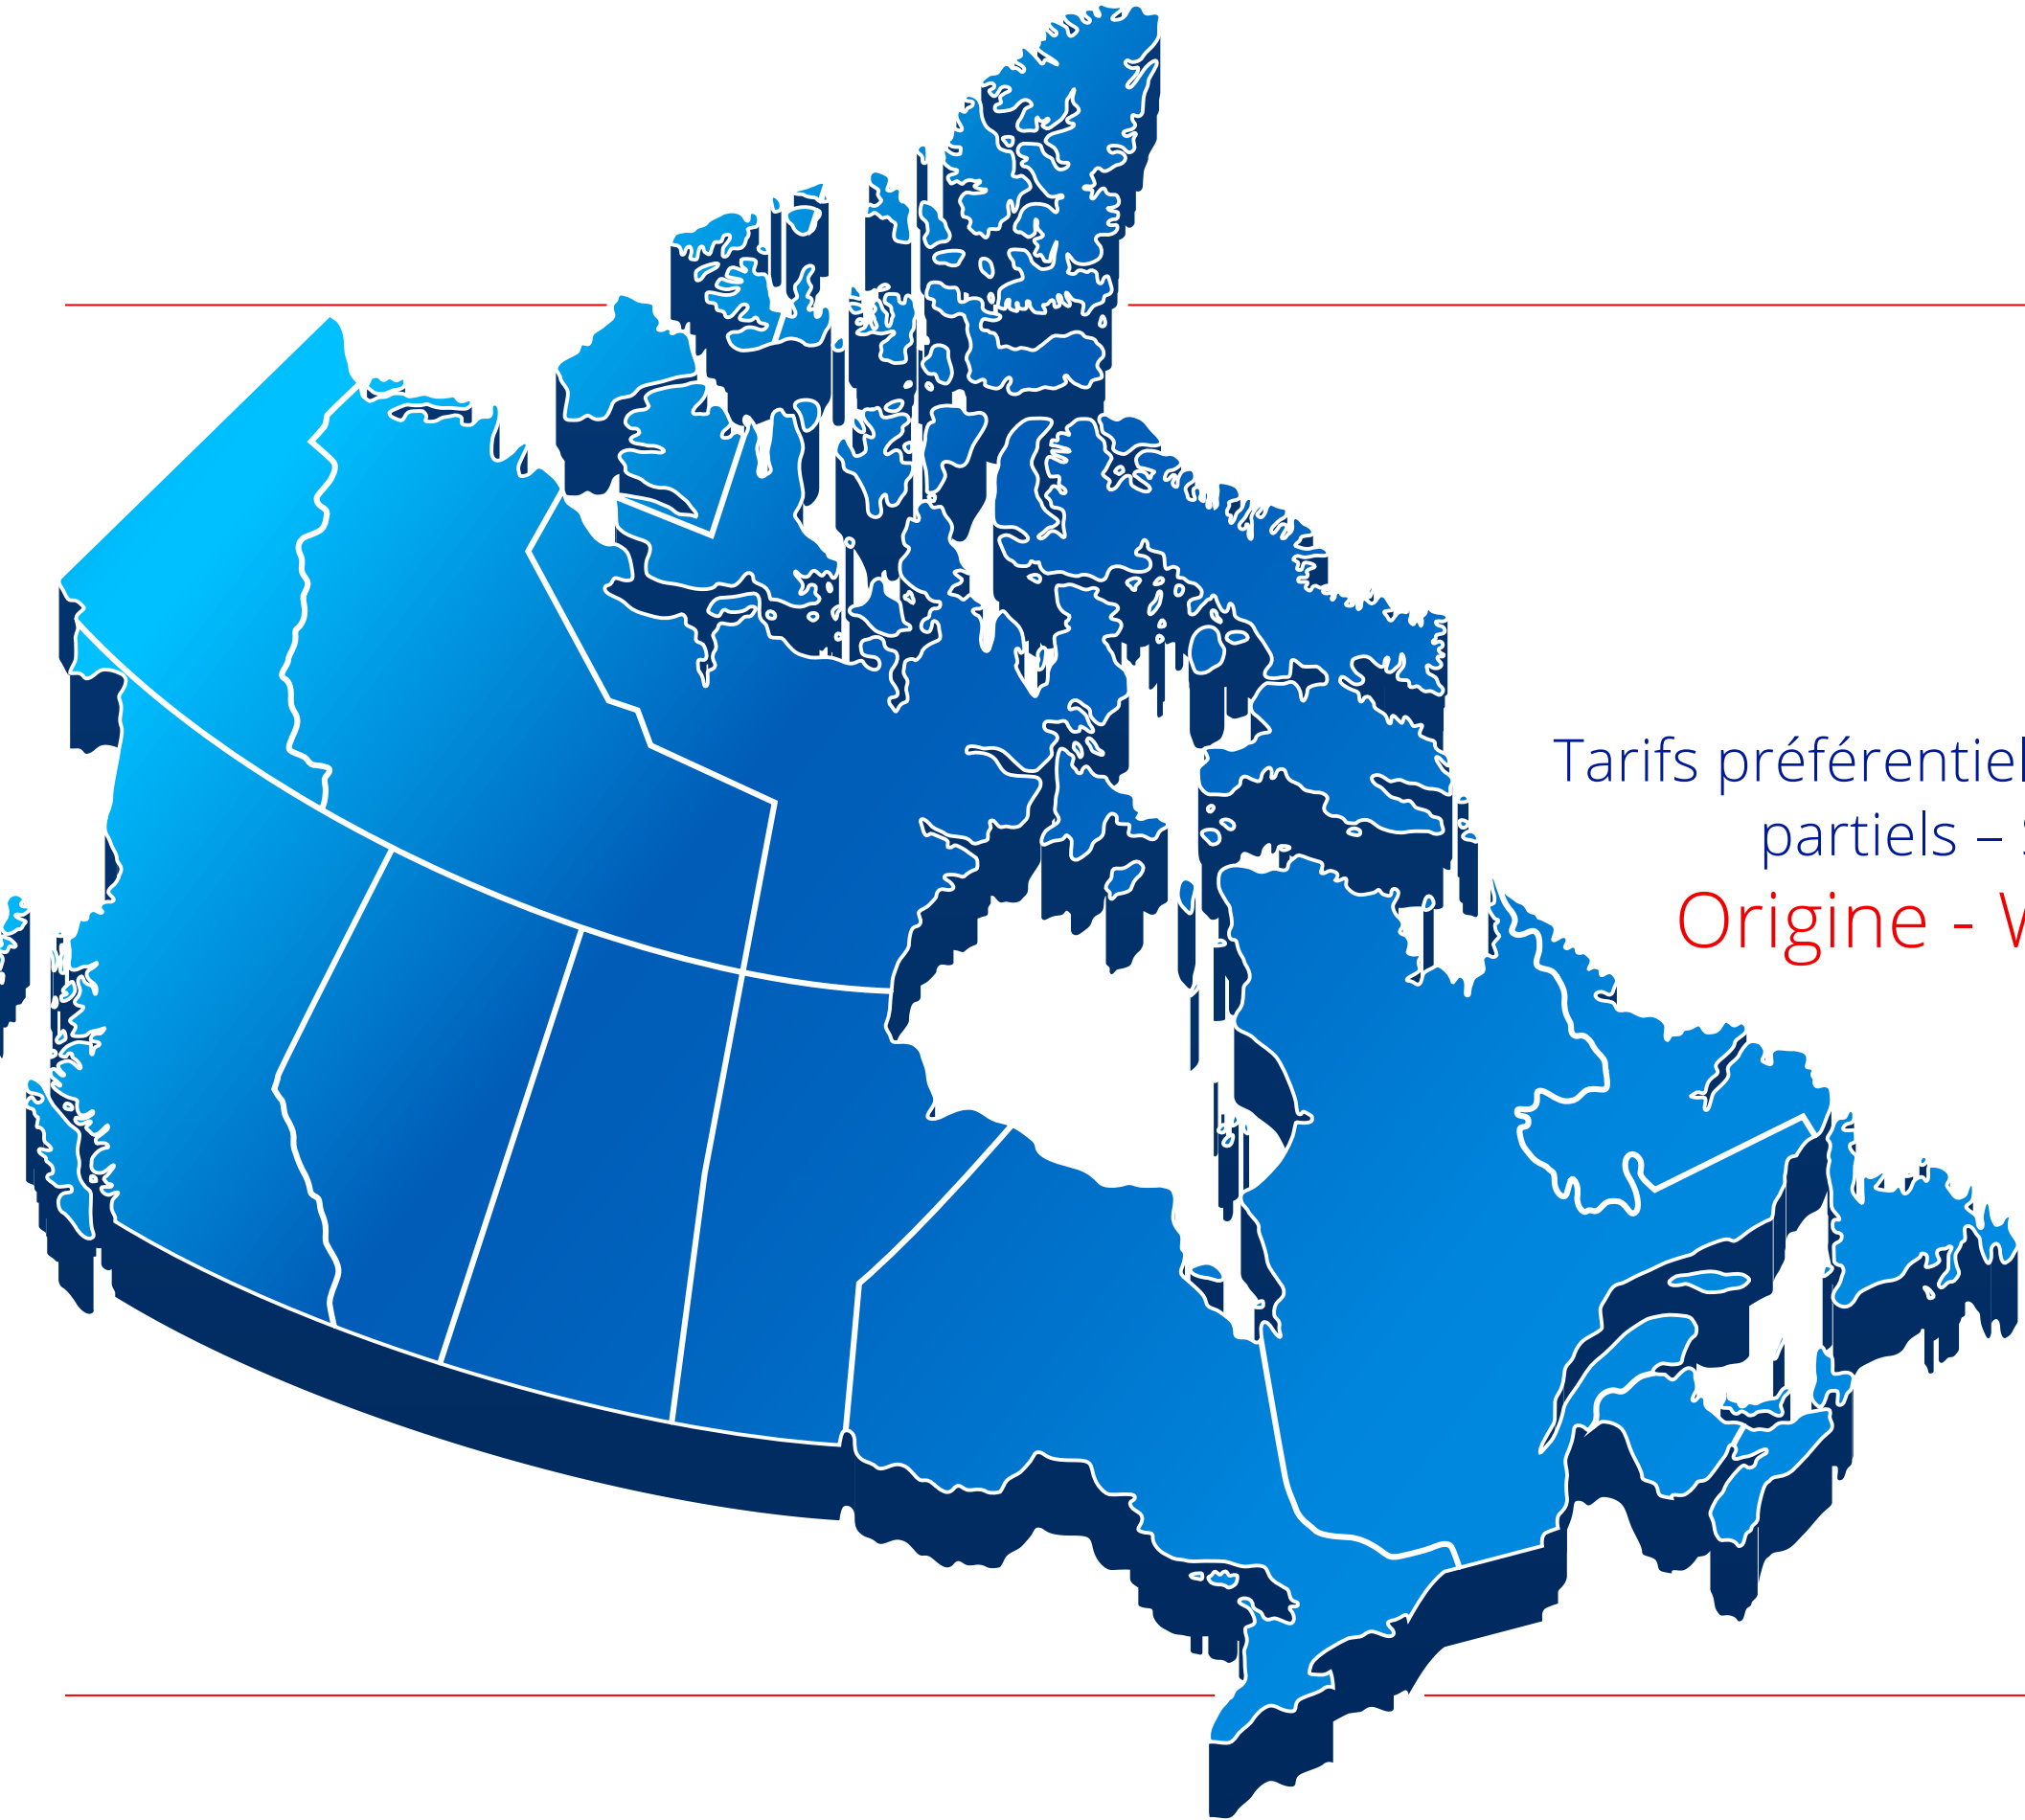 Tarifs préférentiel
partiels –
Origine -